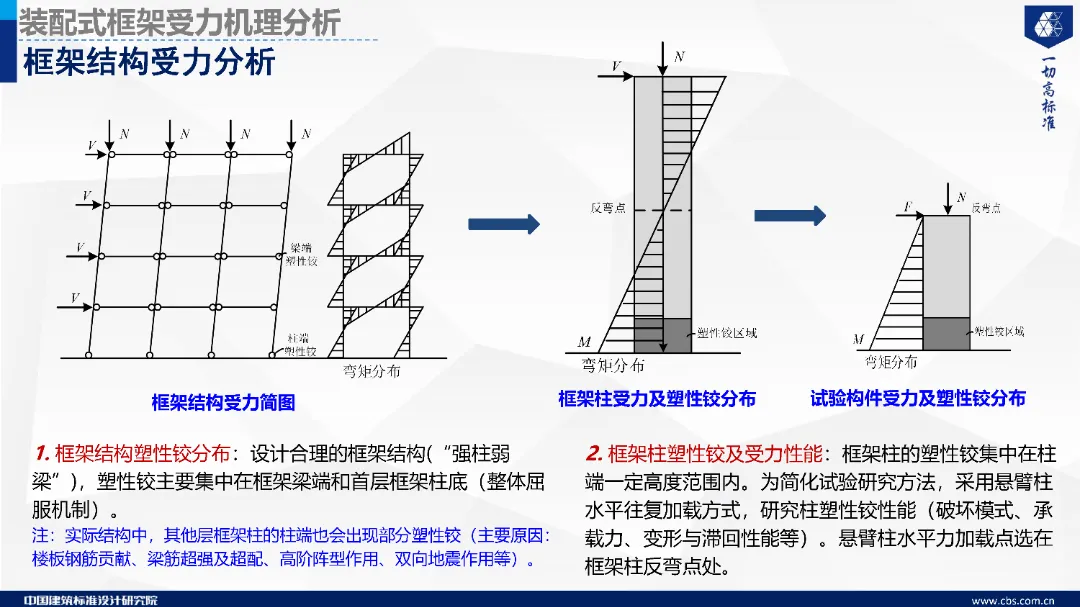 装配式框架受力机理分析
框架结构受力分析
一切高标准
N N N N
V
V
V
V
梁端
塑性铰
柱端
塑性铰
弯矩分布
框架结构受力简图
V N
反弯点
塑性铰区域
M
弯矩分布
框架柱受力及塑性铰分布
F N 反弯点
塑性铰区域
M
弯矩分布
试验构件受力及塑性铰分布
1. 框架结构塑性铰分布：设计合理的框架结构(“强柱弱
梁”)，塑性铰主要集中在框架梁端和首层框架柱底（整体屈
服机制）。
注：实际结构中，其他层框架柱的柱端也会出现部分塑性铰（主要原因：
楼板钢筋贡献、梁筋超强及超配、高阶阵型作用、双向地震作用等）。
2. 框架柱塑性铰及受力性能：框架柱的塑性铰集中在柱
端一定高度范围内。为简化试验研究方法，采用悬臂柱
水平往复加载方式，研究柱塑性铰性能（破坏模式、承
载力、变形与滞回性能等）。悬臂柱水平力加载点选在
框架柱反弯点处。
中国建筑标准设计研究院
www.cbs.com.cn